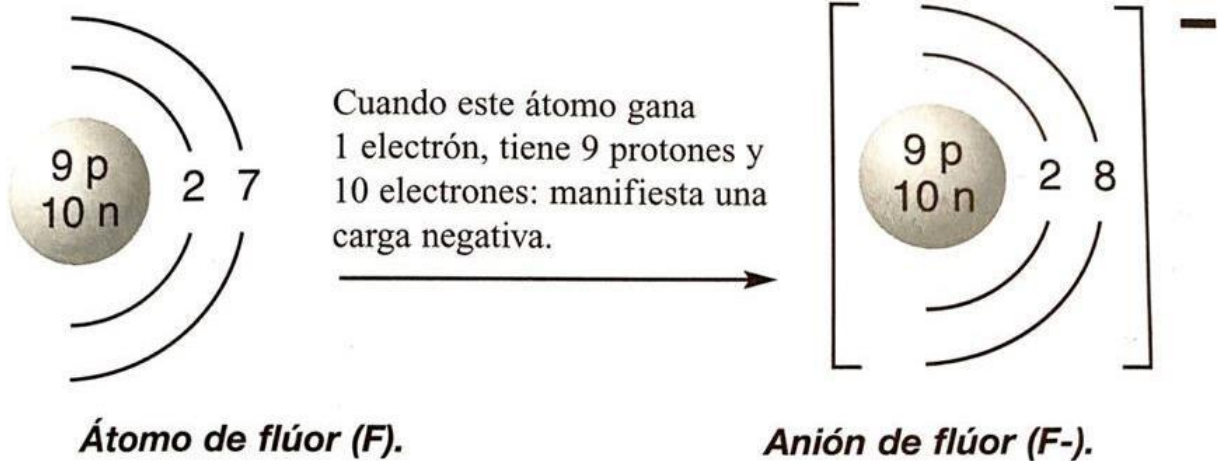 9 p
10 n
2 7
Cuando este átomo gana
1 electrón, tiene 9 protones y
10 electrones: manifiesta una
carga negativa.
9 p
10 n
2 8
−
Átomo de flúor (F).
Anión de flúor (F-).